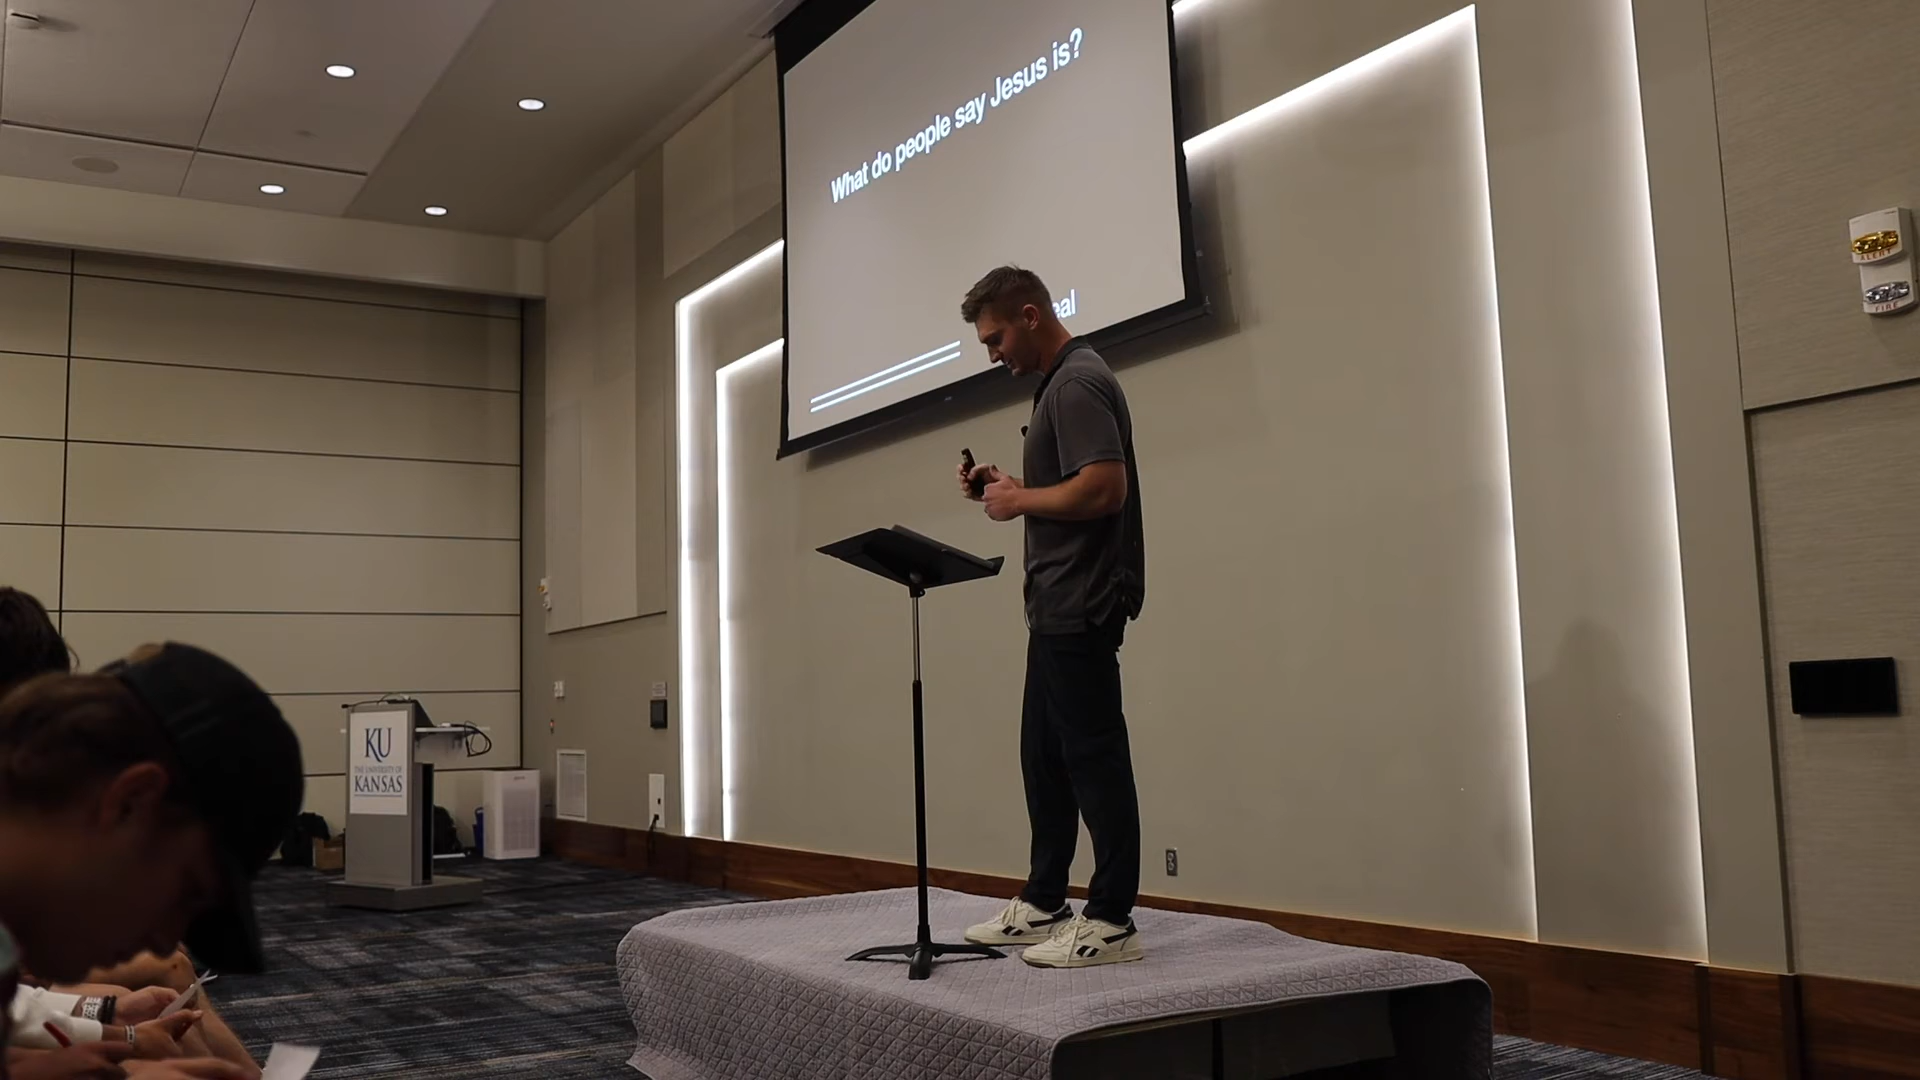 What do people say Jesus is?
eal
KU
THE UNIVERSITY OF
KANSAS
ALERT
FIRE